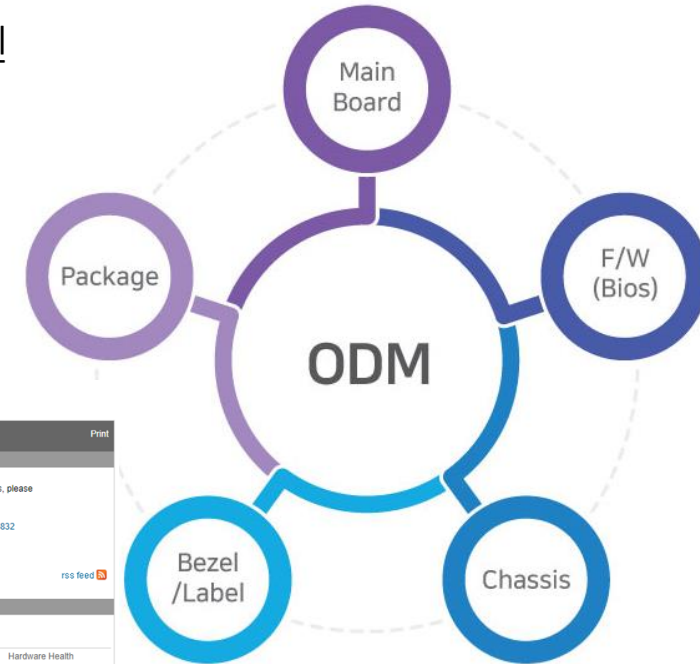 Main
Board
Package
F/W
(Bios)
ODM
Print
please
832
rss feed
Bezel
/Label
Chassis
Hardware Health